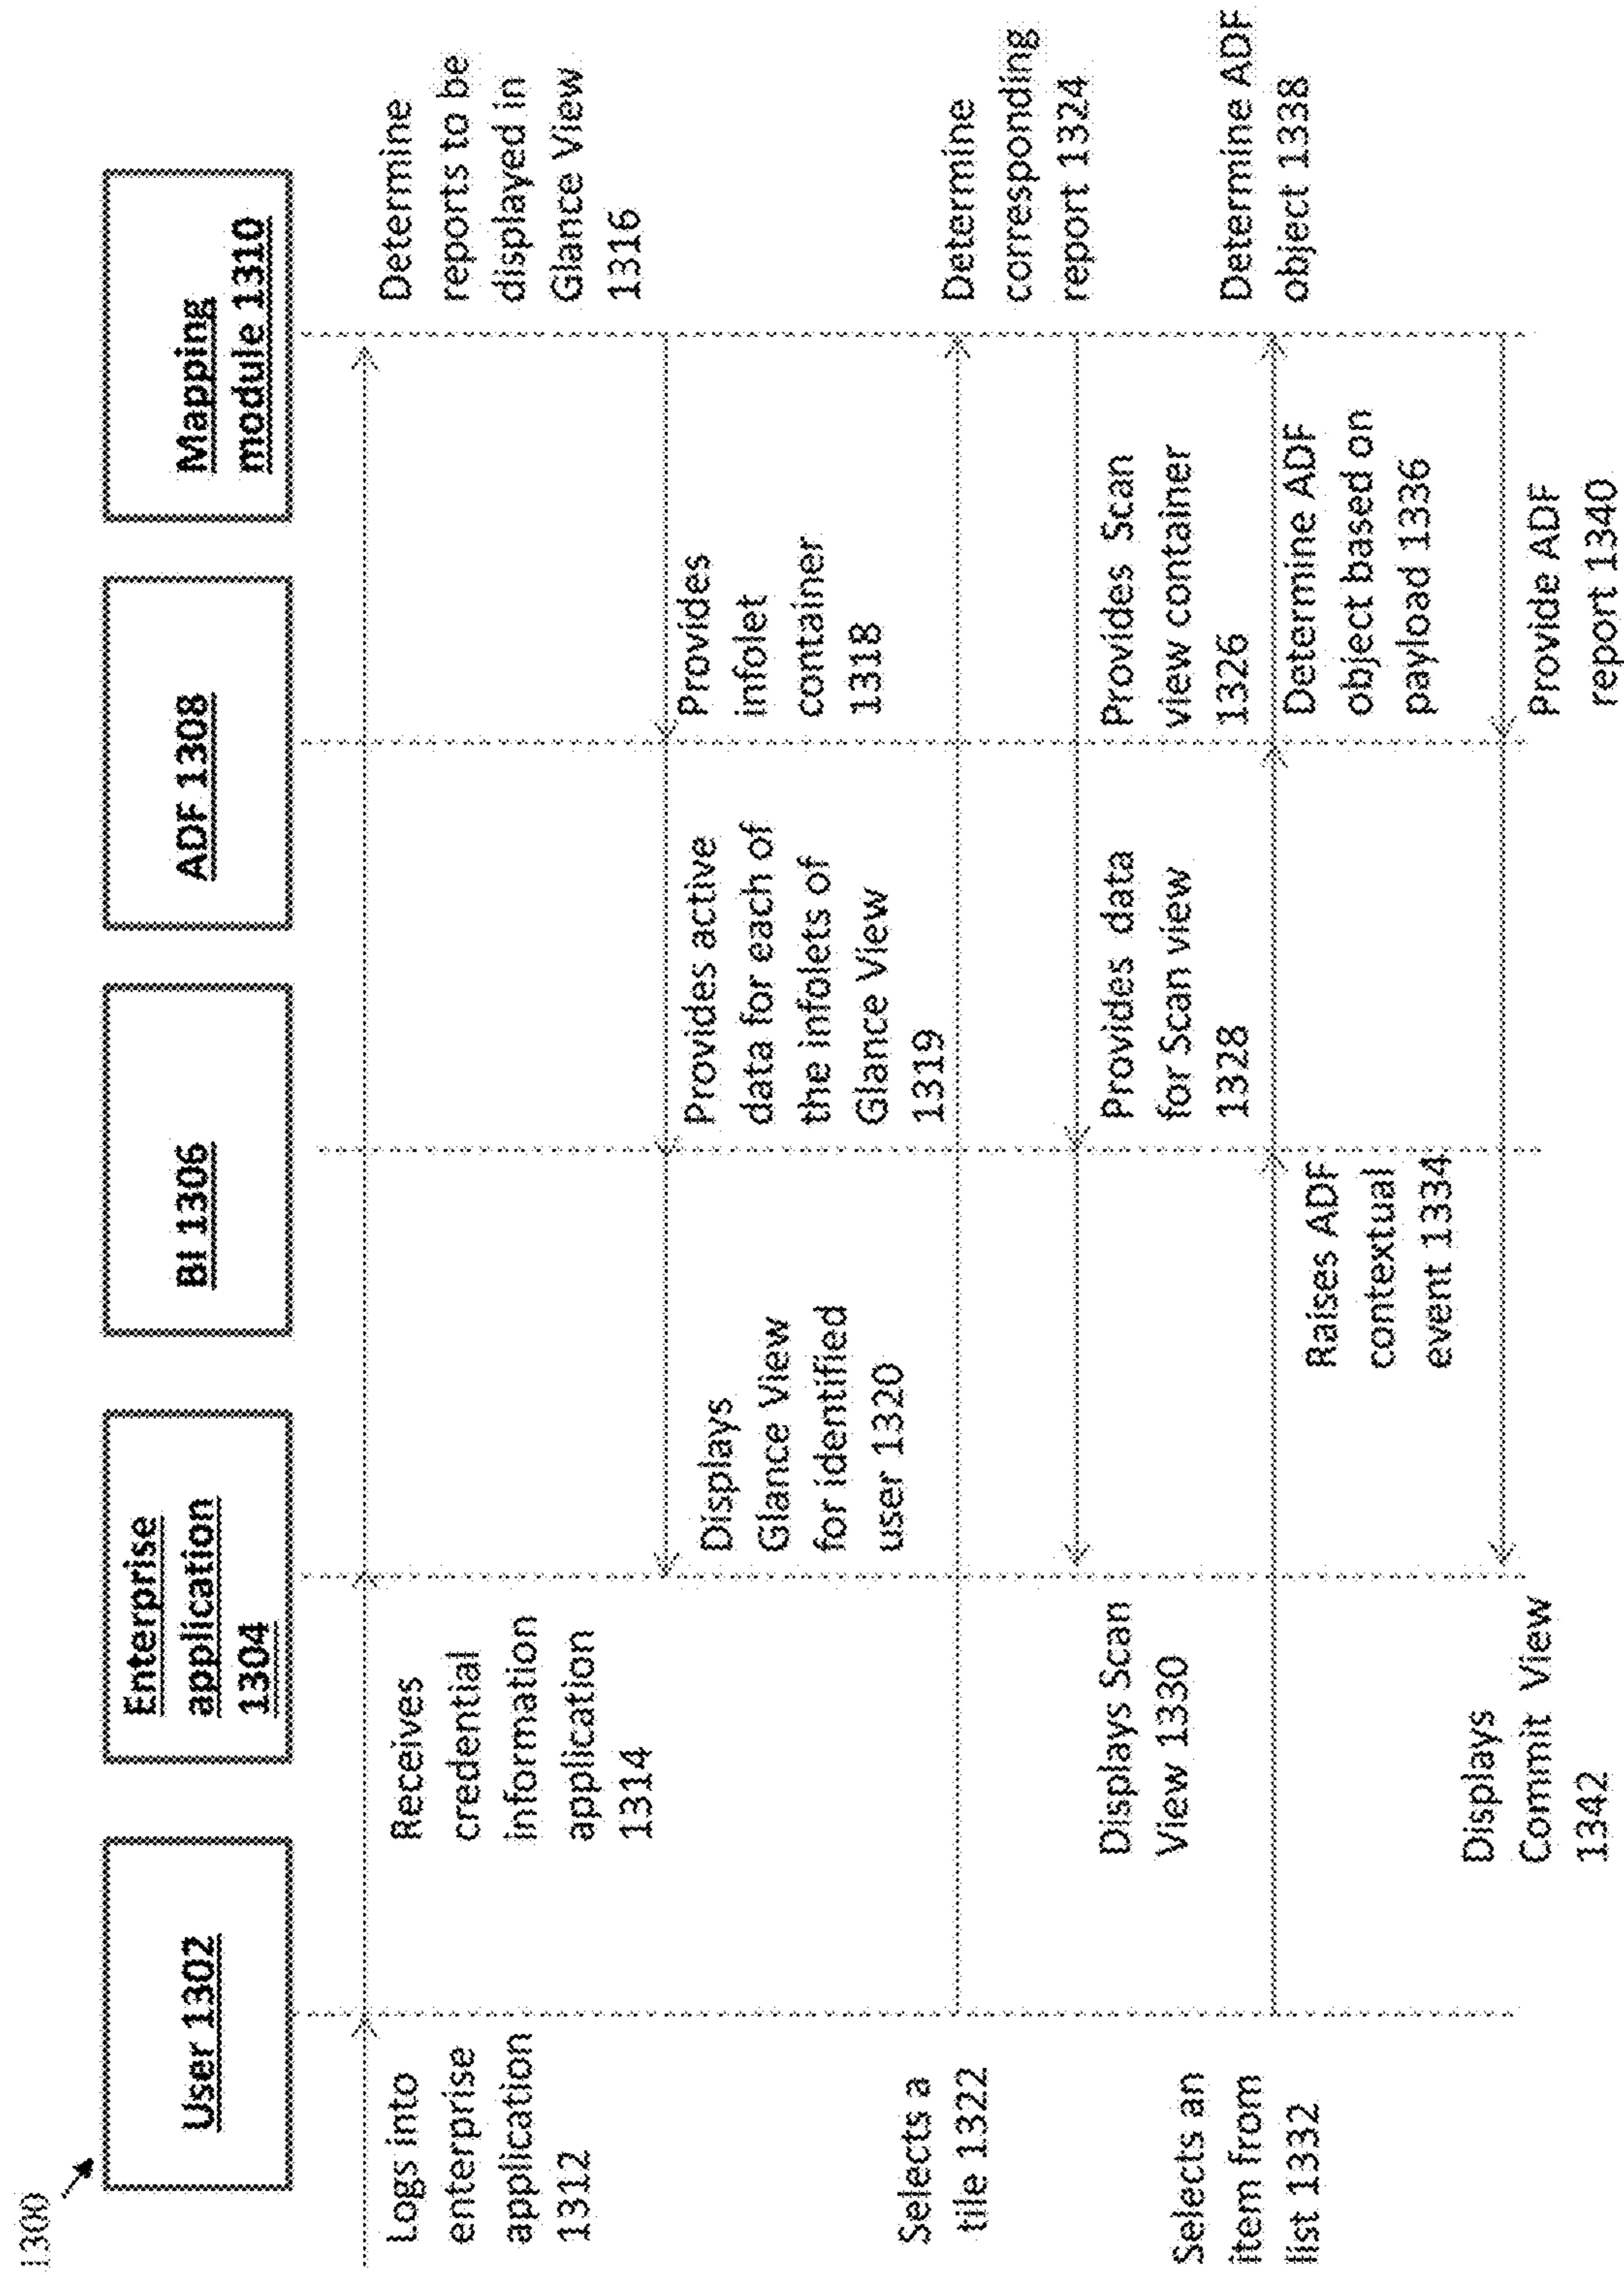 1300
User 1302
Enterprise
application
1304
BI 1306
ADF 1308
Mapping
module 1310
Logs into
enterprise
application
1312
Receives
credential
information
application
1314
Determine
reports to be
displayed in
Glance View
1316
Provides
infolet
container
1318
Provides active
data for each of
the infolets of
Glance View
1319
Displays
Glance View
for identified
user 1320
Selects a
tile 1322
Determine
corresponding
report 1324
Provides Scan
view container
1326
Provides data
for Scan view
1328
Displays Scan
View 1330
Selects an
item from
list 1332
Raises ADF
contextual
event 1334
Determine ADF
object based on
payload 1336
Determine ADF
object 1338
Provide ADF
report 1340
Displays
Commit View
1342